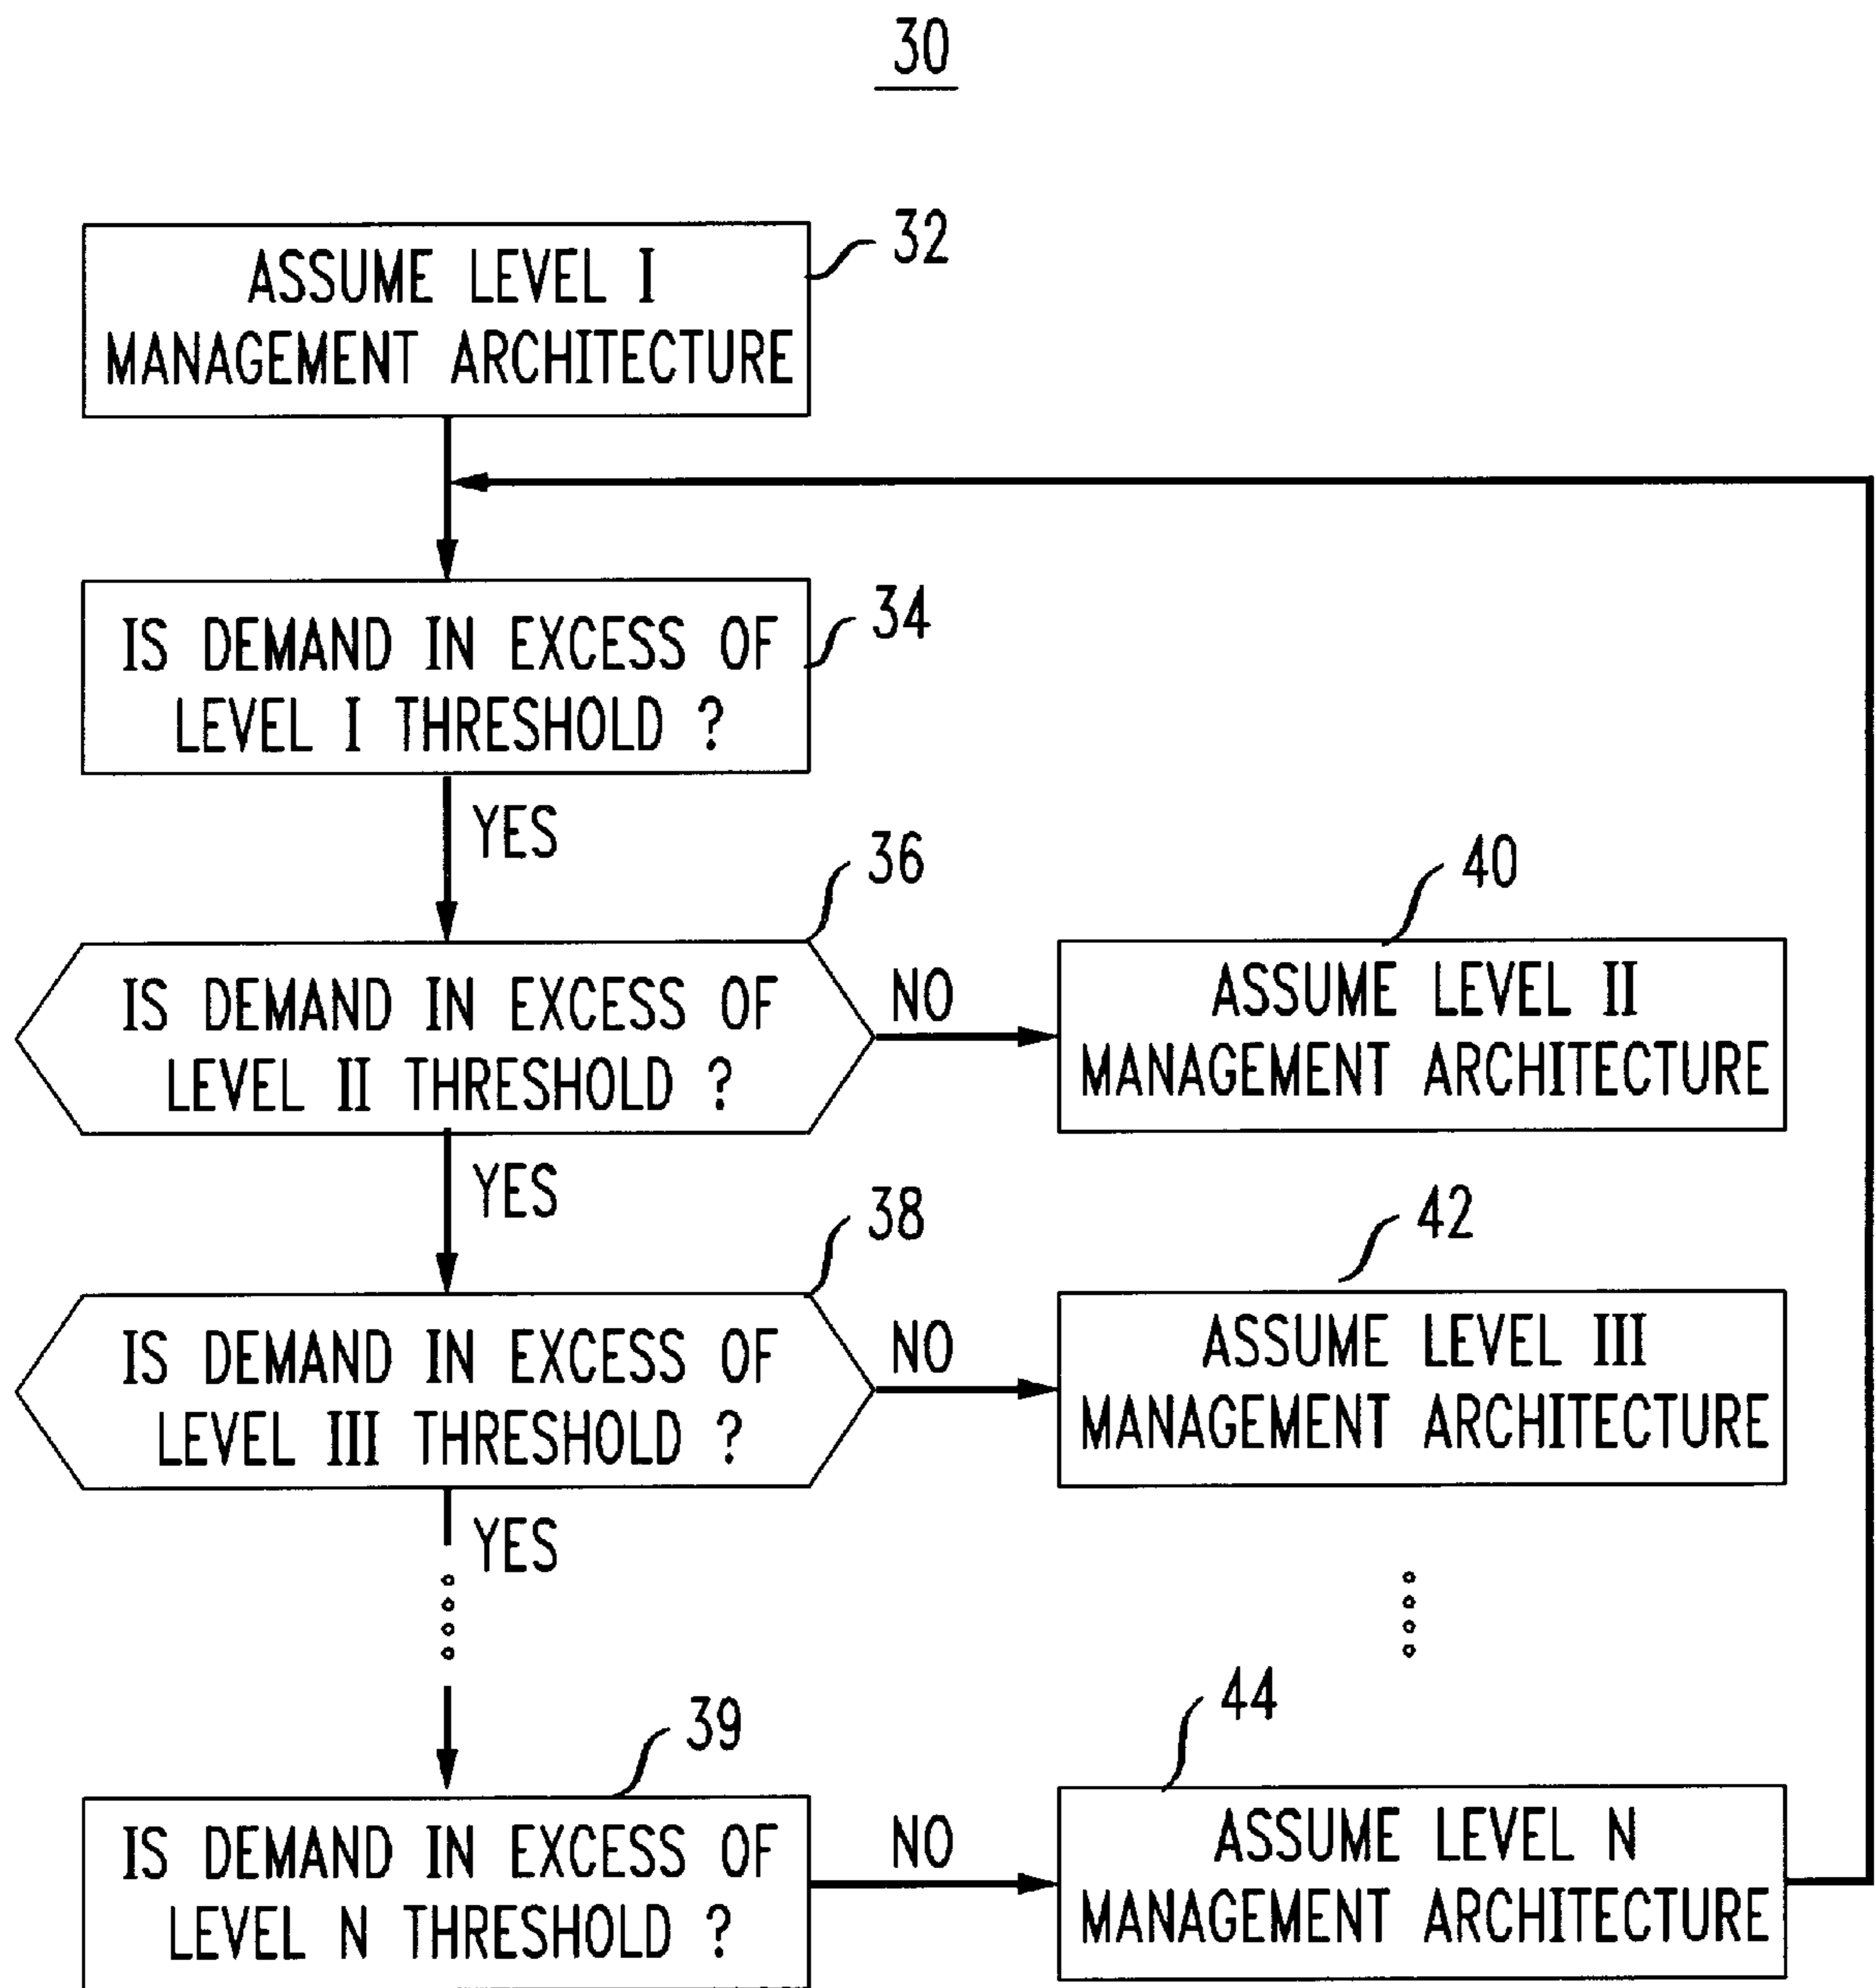 30
ASSUME LEVEL I
MANAGEMENT ARCHITECTURE
32
IS DEMAND IN EXCESS OF
LEVEL I THRESHOLD ?
34
YES
36
IS DEMAND IN EXCESS OF
LEVEL II THRESHOLD ?
NO
40
ASSUME LEVEL II
MANAGEMENT ARCHITECTURE
YES
38
IS DEMAND IN EXCESS OF
LEVEL III THRESHOLD ?
NO
42
ASSUME LEVEL III
MANAGEMENT ARCHITECTURE
YES
39
IS DEMAND IN EXCESS OF
LEVEL N THRESHOLD ?
NO
44
ASSUME LEVEL N
MANAGEMENT ARCHITECTURE